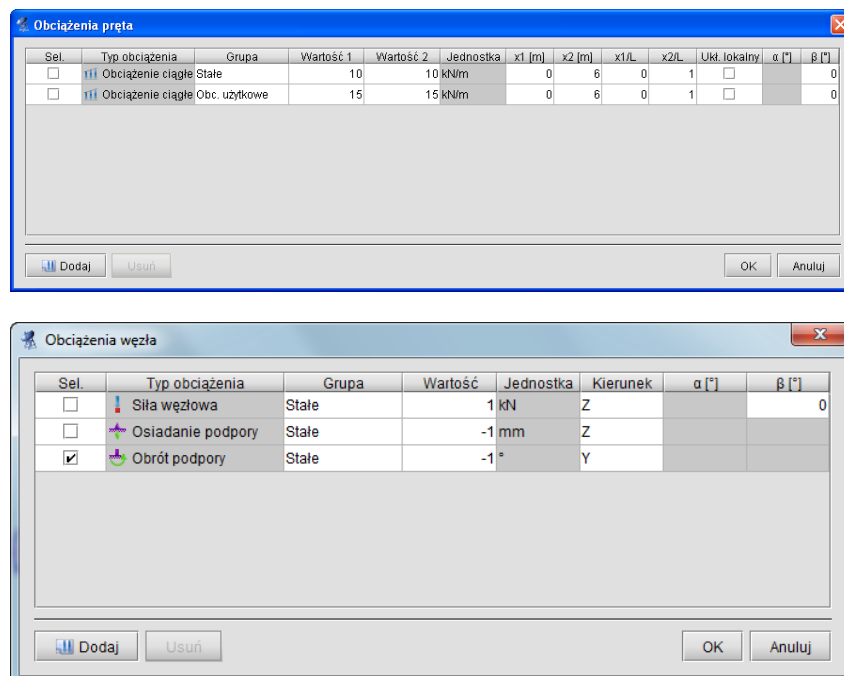 Obciążenia pręta
Sel. Typ obciążenia Grupa Wartość 1 Wartość 2 Jednostka x1 [m] x2 [m] x1/L x2/L Ukł. lokalny α [°] β [°]
Obciążenie ciągłe Stałe 10 10 kN/m 0 6 0 1 0
Obciążenie ciągłe Obc. użytkowe 15 15 kN/m 0 6 0 1 0
Dodaj Usuń OK Anuluj
Obciążenia węzła
Sel. Typ obciążenia Grupa Wartość Jednostka Kierunek α [°] β [°]
Siła węzłowa Stałe 1 kN Z 0
Osiadanie podpory Stałe -1 mm Z
Obrót podpory Stałe -1 ° Y
Dodaj Usuń OK Anuluj